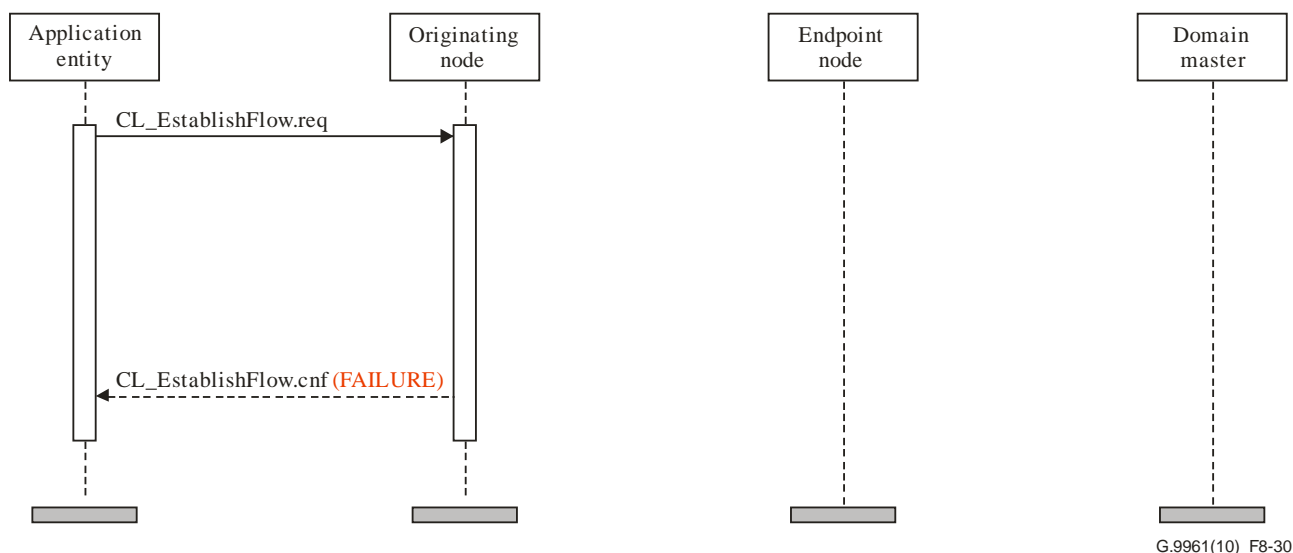 Application
entity
Originating
node
Endpoint
node
Domain
master
CL_EstablishFlow.req
CL_EstablishFlow.cnf (FAILURE)
G.9961(10)_F8-30